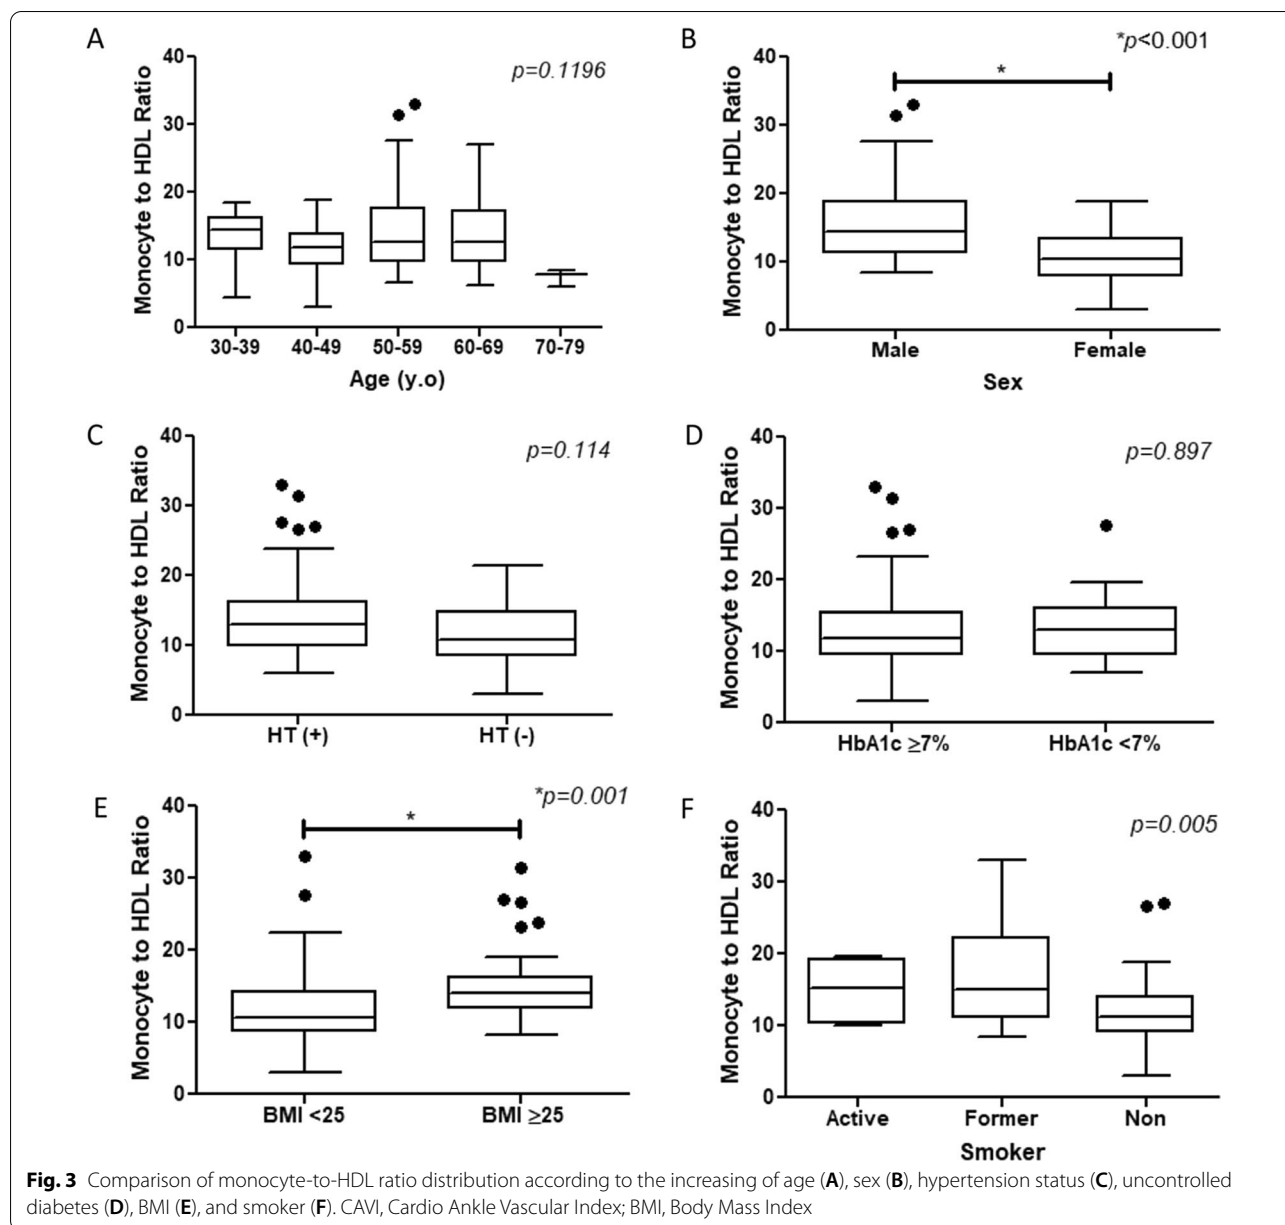 A
p=0.1196
Monocyte to HDL Ratio
40
30
20
10
0
30-39 40-49 50-59 60-69 70-79
Age (y.o)
B
*p<0.001
*
Monocyte to HDL Ratio
40
30
20
10
0
Male Female
Sex
C
p=0.114
Monocyte to HDL Ratio
40
30
20
10
0
HT (+) HT (-)
D
p=0.897
Monocyte to HDL Ratio
40
30
20
10
0
HbA1c ≥7% HbA1c <7%
E
*p=0.001
*
Monocyte to HDL Ratio
40
30
20
10
0
BMI <25 BMI ≥25
F
p=0.005
Monocyte to HDL Ratio
40
30
20
10
0
Active Former Non
Smoker
Fig. 3 Comparison of monocyte-to-HDL ratio distribution according to the increasing of age (A), sex (B), hypertension status (C), uncontrolled
diabetes (D), BMI (E), and smoker (F). CAVI, Cardio Ankle Vascular Index; BMI, Body Mass Index